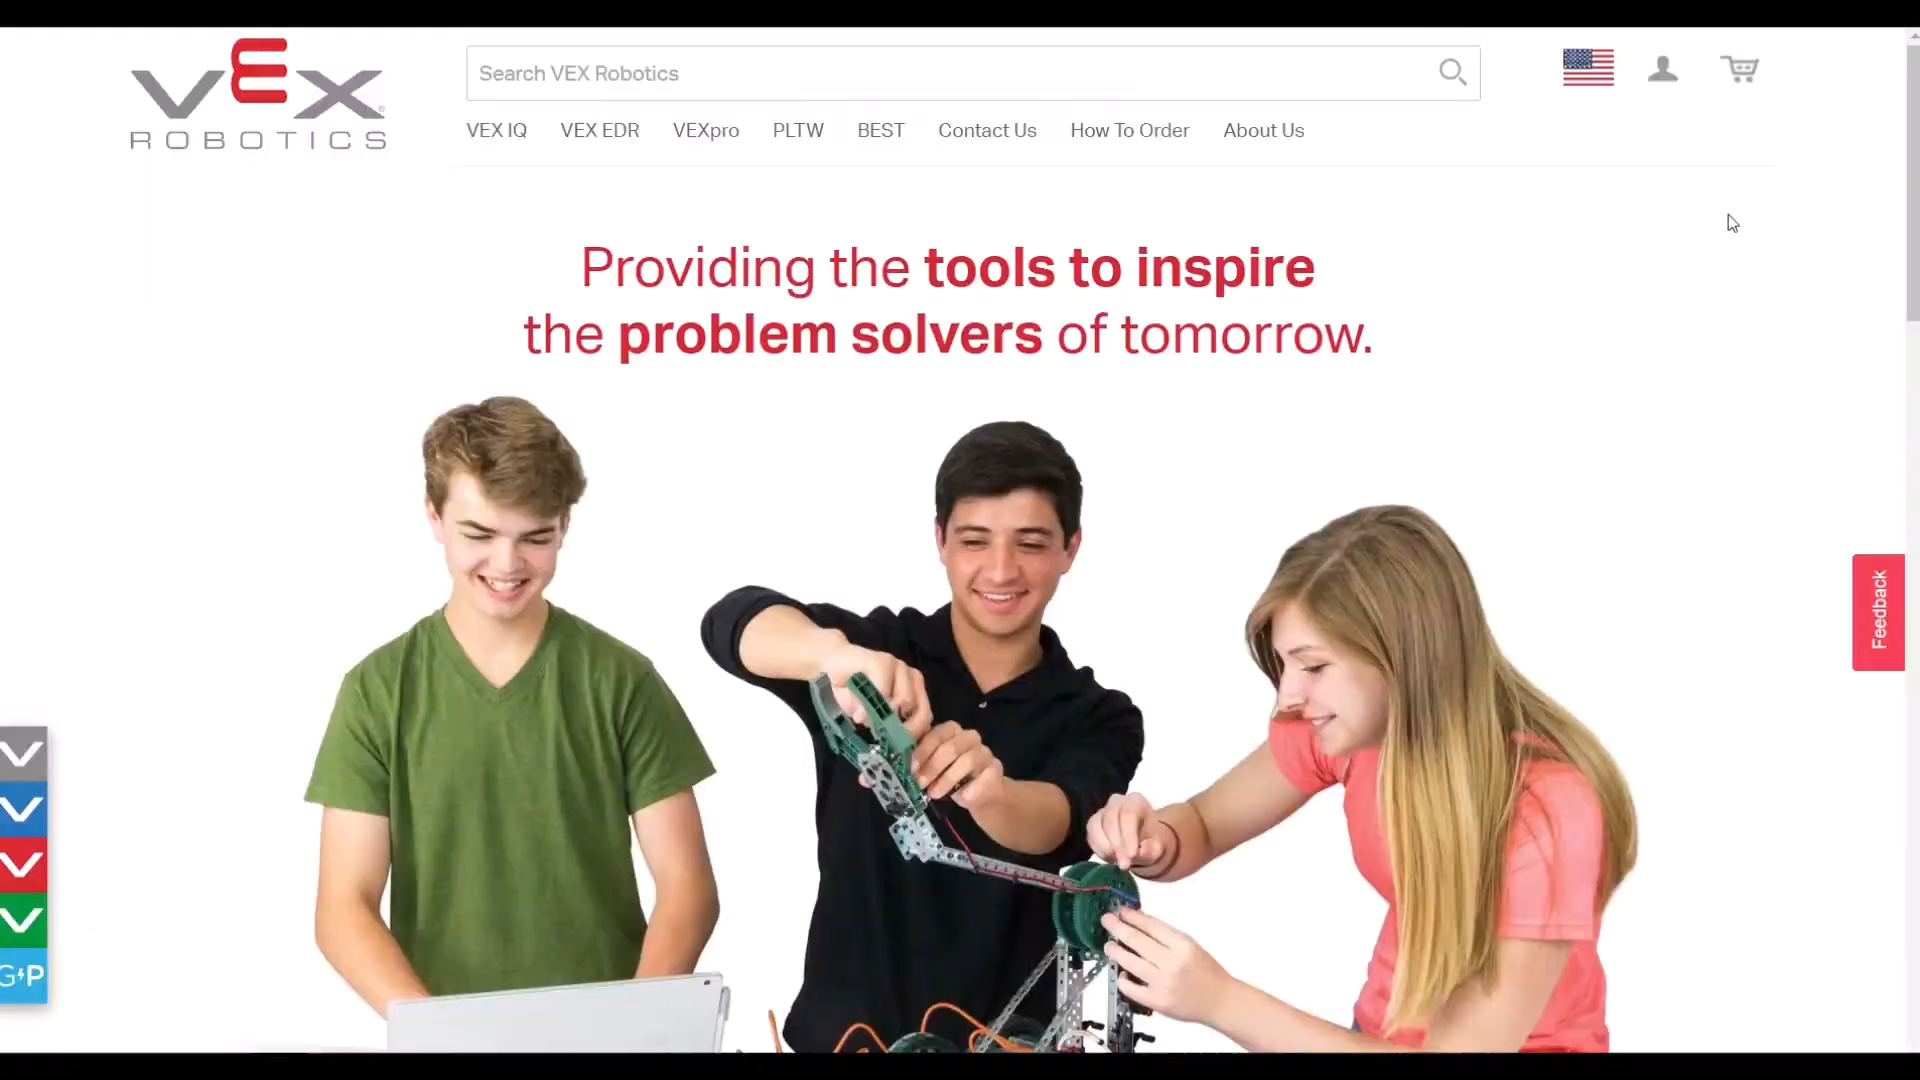 VEX
ROBOTICS
Search VEX Robotics
VEX IQ VEX EDR VEXpro PLTW BEST Contact Us How To Order About Us
Providing the tools to inspire
the problem solvers of tomorrow.
Feedback
V
V
V
V
G P